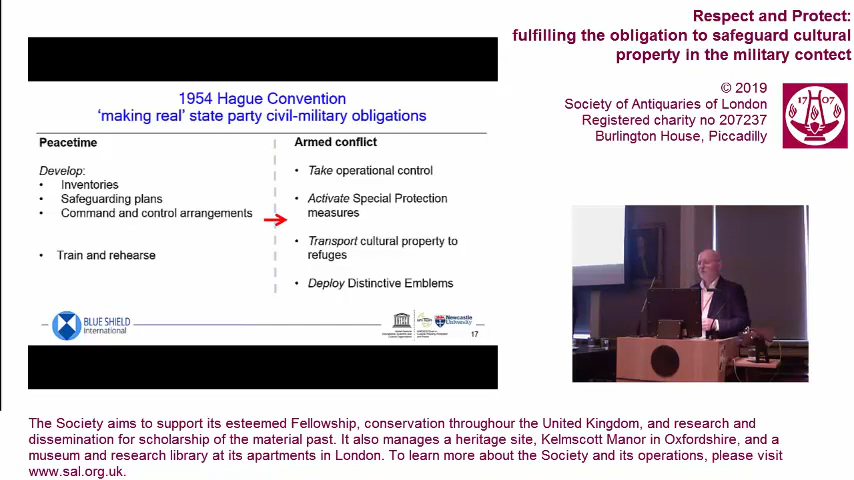 Respect and Protect:
fulfilling the obligation to safeguard cultural
property in the military contect
© 2019
Society of Antiquaries of London
Registered charity no 207237
Burlington House, Piccadilly
17 07
1954 Hague Convention
'making real' state party civil-military obligations
Peacetime
Develop:
• Inventories
• Safeguarding plans
• Command and control arrangements
• Train and rehearse
Armed conflict
• Take operational control
• Activate Special Protection
measures
• Transport cultural property to
refuges
• Deploy Distinctive Emblems
BLUE SHIELD
International
Newcastle
University
17
The Society aims to support its esteemed Fellowship, conservation throughour the United Kingdom, and research and
dissemination for scholarship of the material past. It also manages a heritage site, Kelmscott Manor in Oxfordshire, and a
museum and research library at its apartments in London. To learn more about the Society and its operations, please visit
www.sal.org.uk.